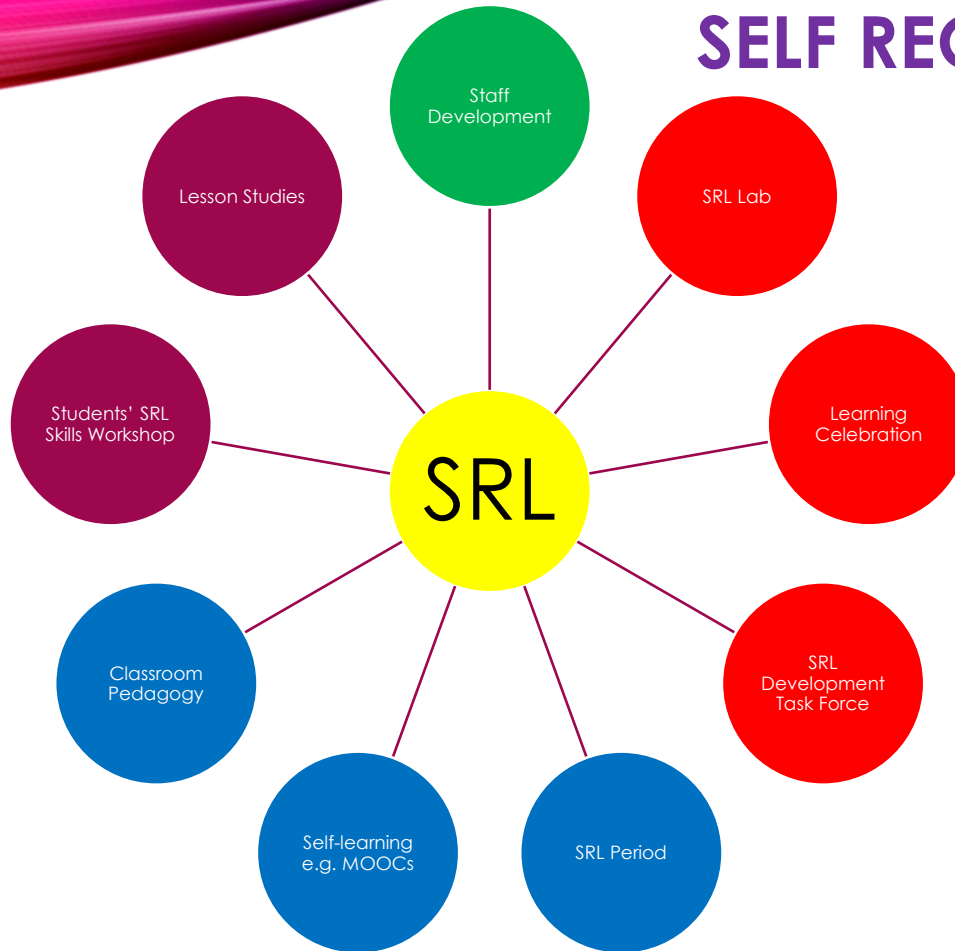 SELF
Staff
Development
SRL Lab
Learning
Celebration
SRL
Development
Task Force
SRL Period
Self-learning
e.g. MOOCs
Classroom
Pedagogy
Students’ SRL
Skills Workshop
Lesson Studies
SRL